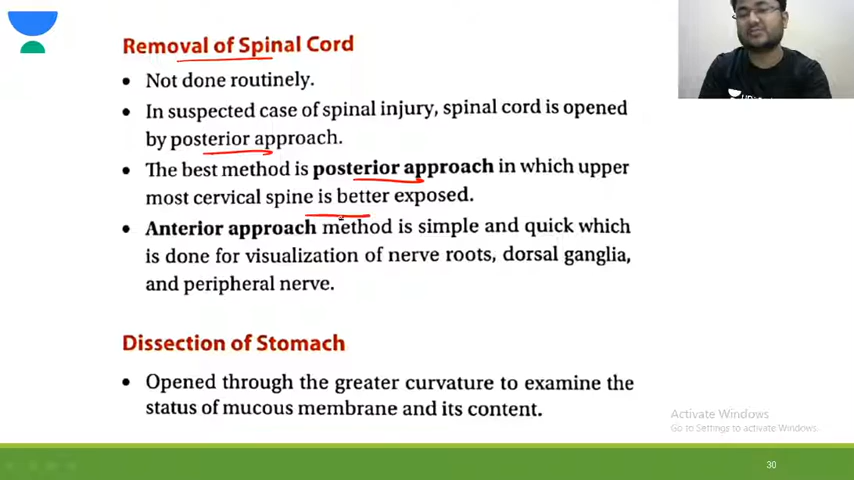 Removal of Spinal Cord
• Not done routinely.
• In suspected case of spinal injury, spinal cord is opened
by posterior approach.
• The best method is posterior approach in which upper
most cervical spine is better exposed.
• Anterior approach method is simple and quick which
is done for visualization of nerve roots, dorsal ganglia,
and peripheral nerve.
Dissection of Stomach
• Opened through the greater curvature to examine the
status of mucous membrane and its content.
Activate Windows
Go to Settings to activate Windows.
30